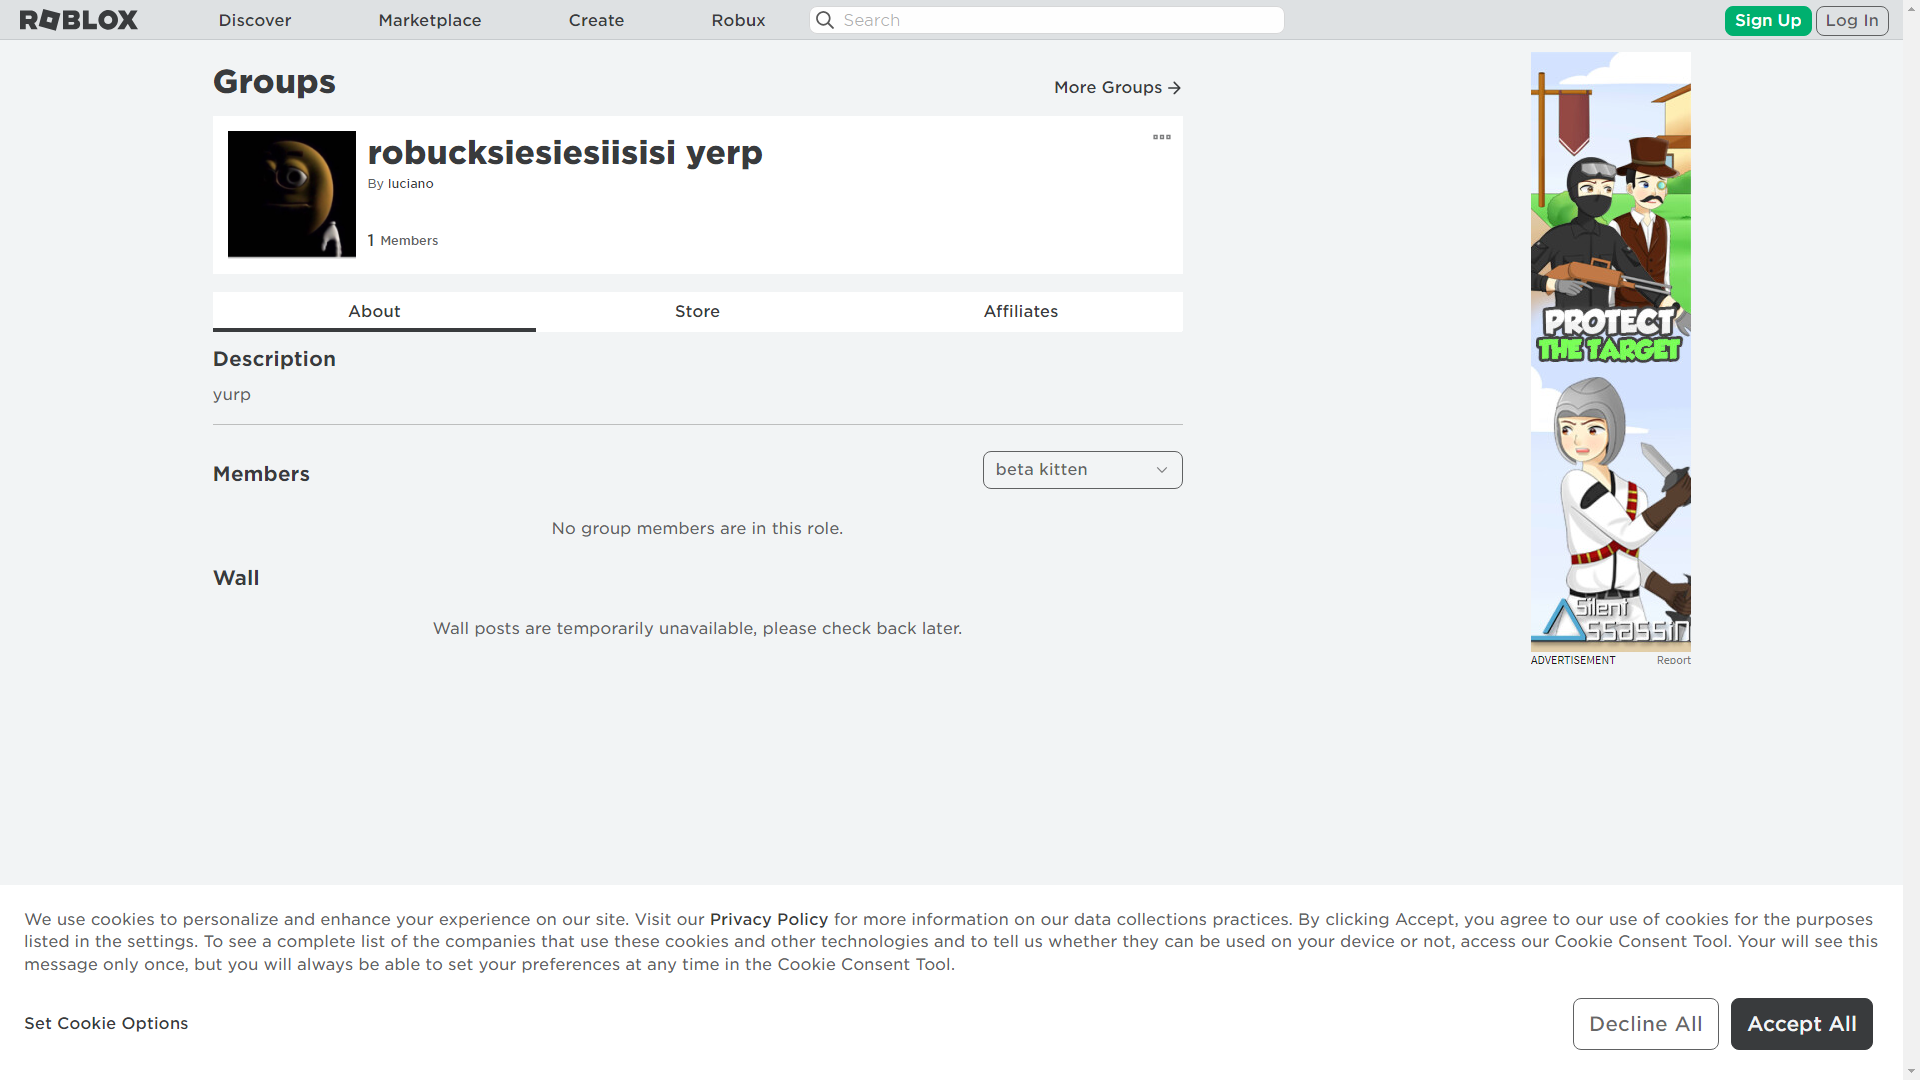 ROBLOX
Discover
Marketplace
Create
Robux
Search
Sign Up
Log In
Groups
More Groups →
robucksiesiesiisisi yerp
By luciano
1 Members
About
Store
Affiliates
Description
yurp
Members
beta kitten
No group members are in this role.
Wall
Wall posts are temporarily unavailable, please check back later.
PROTECT
THE TARGET
Silent
Assassin
ADVERTISEMENT
Report
We use cookies to personalize and enhance your experience on our site. Visit our Privacy Policy for more information on our data collections practices. By clicking Accept, you agree to our use of cookies for the purposes
listed in the settings. To see a complete list of the companies that use these cookies and other technologies and to tell us whether they can be used on your device or not, access our Cookie Consent Tool. Your will see this
message only once, but you will always be able to set your preferences at any time in the Cookie Consent Tool.
Set Cookie Options
Decline All
Accept All